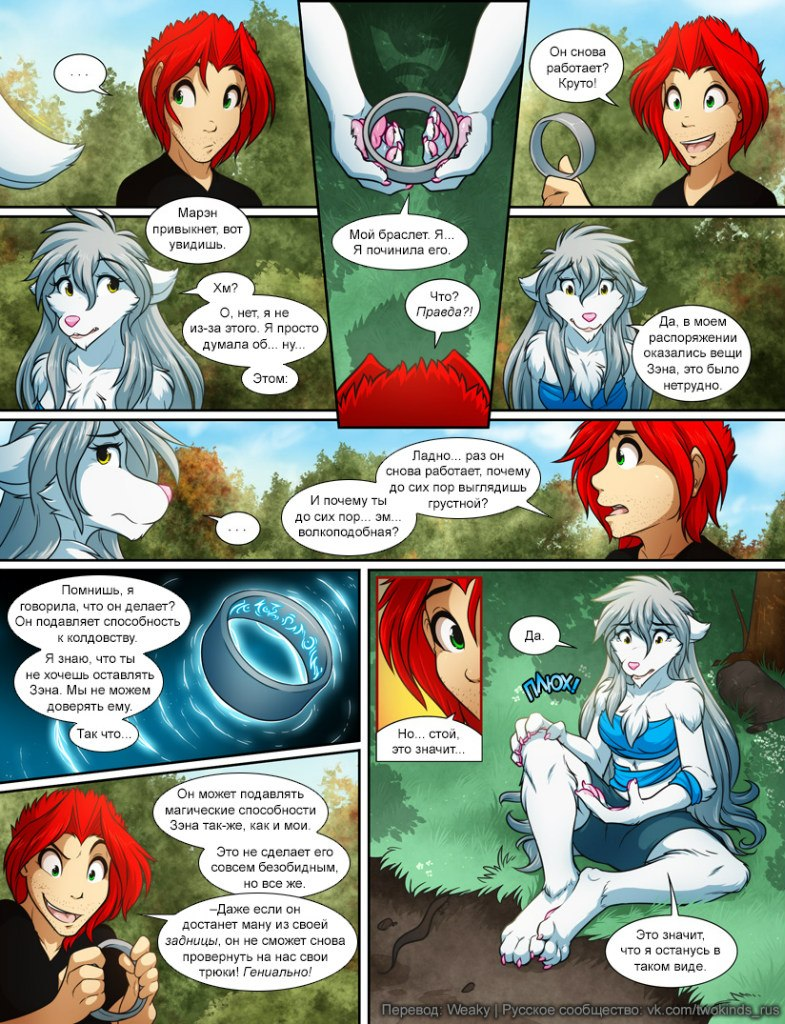 . . .
Мой браслет. Я...
Я починила его.
Что?
Правда?!
Он снова
работает?
Круто!
Марэн
привыкнет, вот
увидишь.
Хм?
О, нет, я не
из-за этого. Я просто
думала об... ну...
Этом:
Да, в моем
распоряжении
оказались вещи
Зэна, это было
нетрудно.
Ладно... раз он
снова работает, почему
до сих пор выглядишь
грустной?
И почему ты
до сих пор... эм...
волкоподобная?
. . .
Помнишь, я
говорила, что он делает?
Он подавляет способность
к колдовству.
Я знаю, что ты
не хочешь оставлять
Зэна. Мы не можем
доверять ему.
Так что...
Он может подавлять
магические способности
Зэна так-же, как и мои.
Это не сделает его
совсем безобидным,
но все же.
–Даже если он
достанет ману из своей
задницы, он не сможет снова
провернуть на нас свои
трюки! Гениально!
Но... стой,
это значит...
Да.
ПЛЮХ!
Это значит,
что я останусь в
таком виде.
Перевод: Weaky | Русское сообщество: vk.com/twokinds_rus